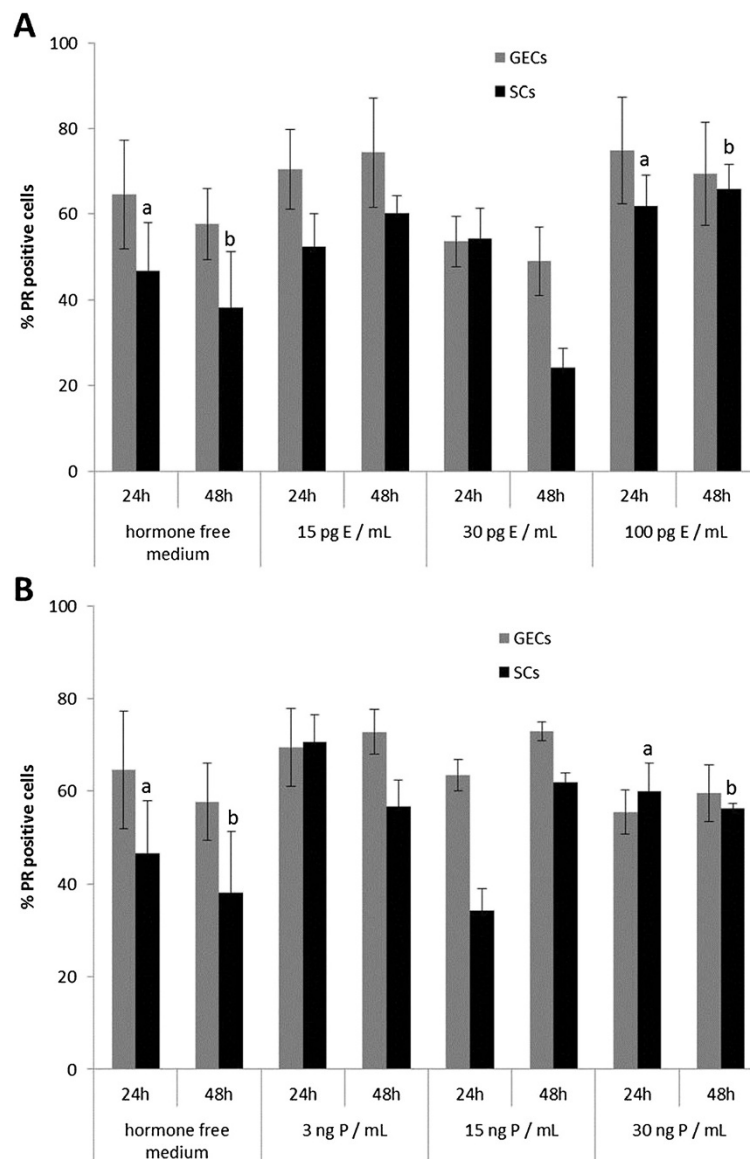 A
100
80
60
40
20
0
% PR positive cells
GECs
SCs
a
b
a
b
24h 48h 24h 48h 24h 48h 24h 48h
hormone free medium
15 pg E / mL
30 pg E / mL
100 pg E / mL
B
100
80
60
40
20
0
% PR positive cells
GECs
SCs
a
b
a
b
24h 48h 24h 48h 24h 48h 24h 48h
hormone free medium
3 ng P / mL
15 ng P / mL
30 ng P / mL